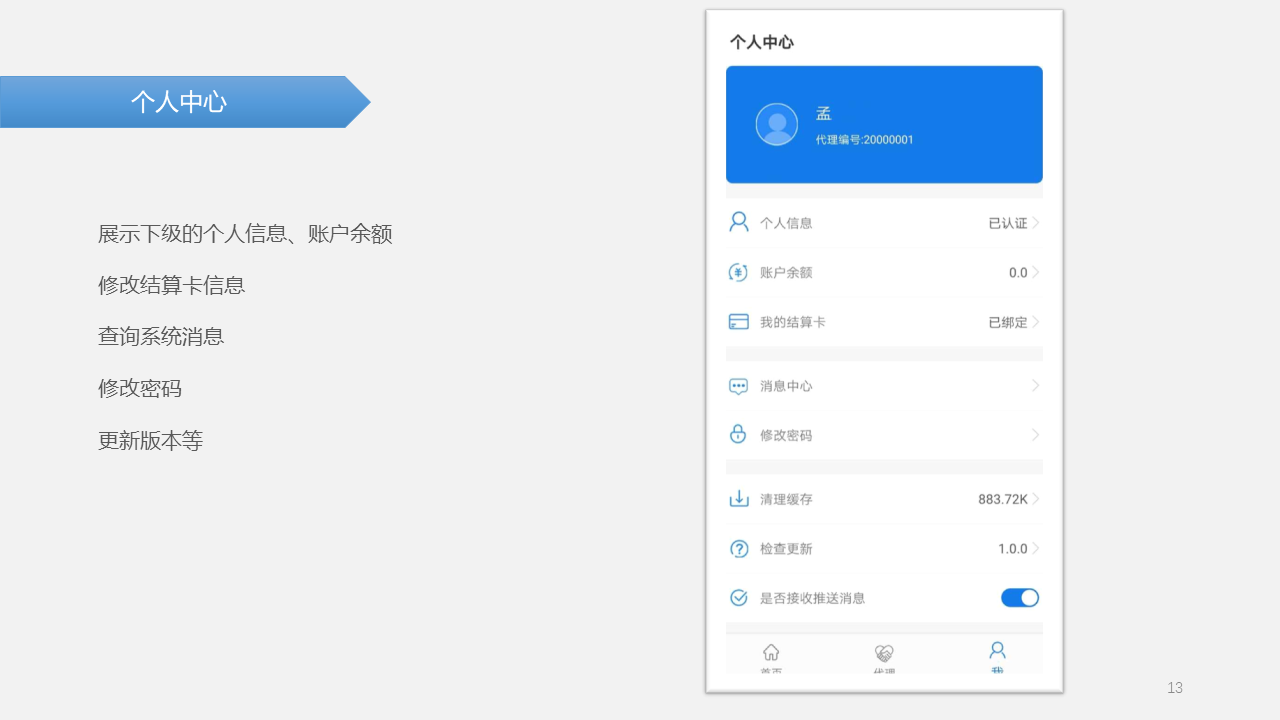 个人中心
展示下级的个人信息、账户余额
修改结算卡信息
查询系统消息
修改密码
更新版本等
个人中心
孟
代理编号:20000001
个人信息 已认证
账户余额 0.0
我的结算卡 已绑定
消息中心
修改密码
清理缓存 883.72K
检查更新 1.0.0
是否接收推送消息
首页 代理 我
13